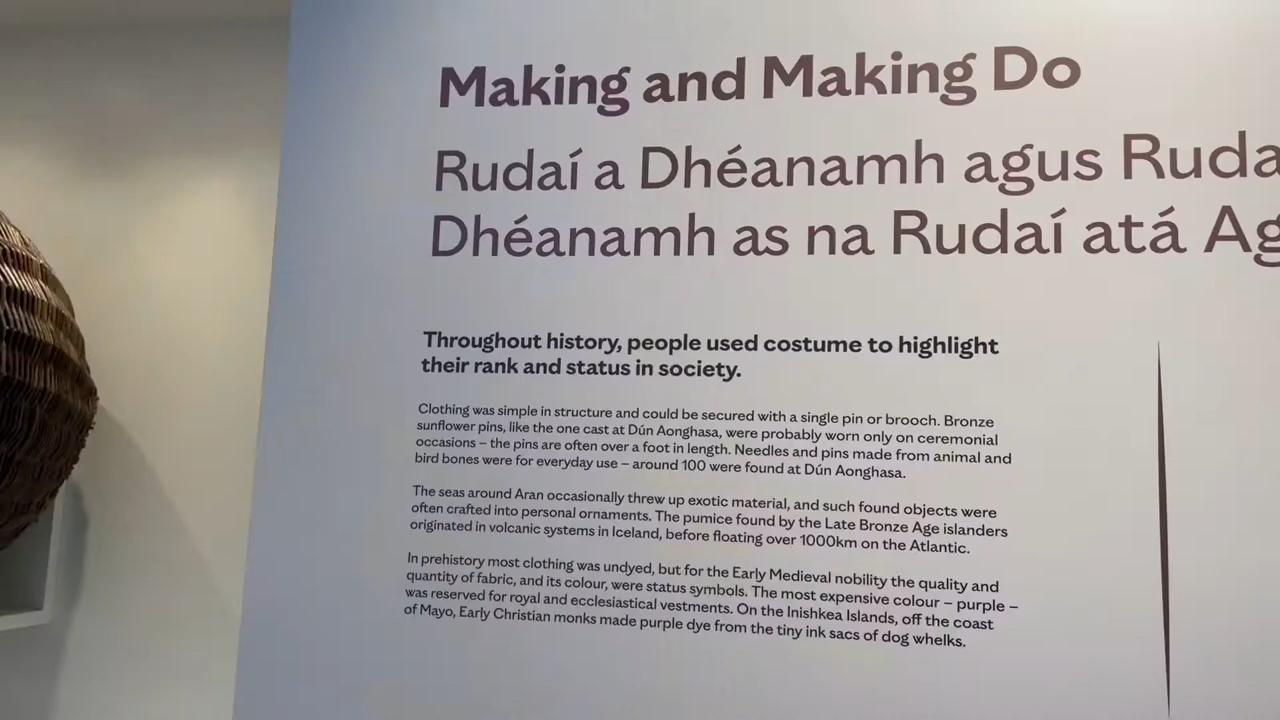 Making and Making Do
Rudaí a Dhéanamh agus
Dhéanamh as na Rudaí atá
Throughout history, people used costume to highlight
their rank and status in society.
Clothing was simple in structure and could be secured with a single pin or brooch. Bronze
sunflower pins, like the one cast at Dún Aonghasa, were probably worn only on ceremonial
occasions – the pins are often over a foot in length. Needles and pins made from animal and
bird bones were for everyday use – around 100 were found at Dún Aonghasa.
The seas around Aran occasionally threw up exotic material, and such found objects were
often crafted into personal ornaments. The pumice found by the Late Bronze Age islanders
originated in volcanic systems in Iceland, before floating over 1000km on the Atlantic.
In prehistory most clothing was undyed, but for the Early Medieval nobility the quality and
quantity of fabric, and its colour, were status symbols. The most expensive colour – purple –
was reserved for royal and ecclesiastical vestments. On the Inishkea Islands, off the coast
of Mayo, Early Christian monks made purple dye from the tiny ink sacs of dog whelks.